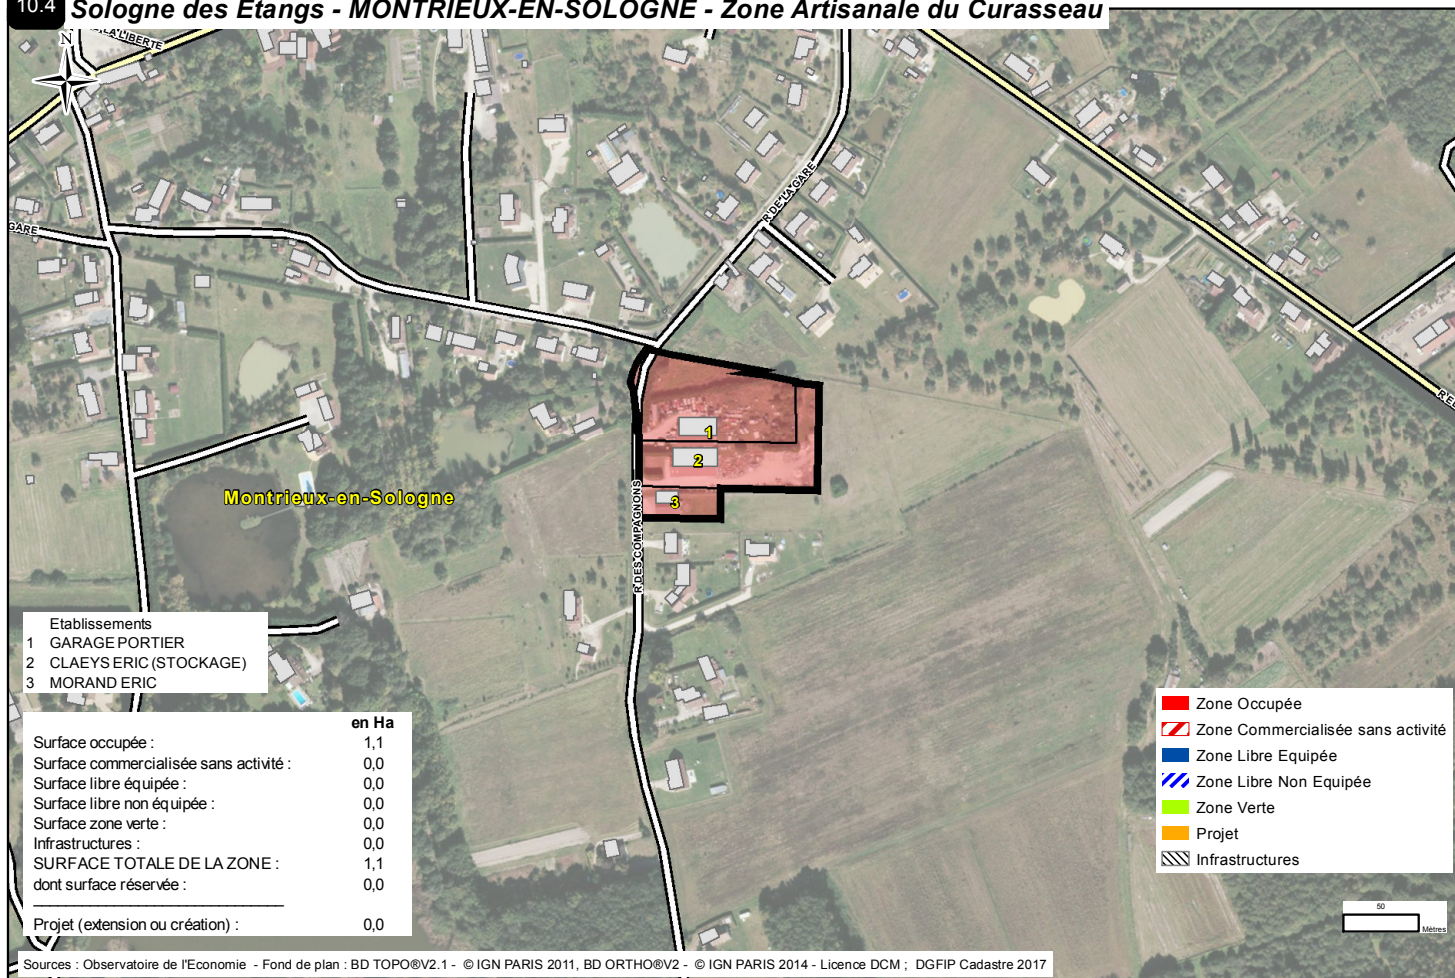 10.4 Sologne des Etangs - MONTRIEUX-EN-SOLOGNE - Zone Artisanale du Curasseau
N
LA LIBERTE
GARE
R DE LA GARE
1
2
3
R DES COMPAGNONS
Montrieux-en-Sologne
Etablissements
1 GARAGE PORTIER
2 CLAEYS ERIC (STOCKAGE)
3 MORAND ERIC
en Ha
Surface occupée : 1,1
Surface commercialisée sans activité : 0,0
Surface libre équipée : 0,0
Surface libre non équipée : 0,0
Surface zone verte : 0,0
Infrastructures : 0,0
SURFACE TOTALE DE LA ZONE : 1,1
dont surface réservée : 0,0
Projet (extension ou création) : 0,0
Zone Occupée
Zone Commercialisée sans activité
Zone Libre Equipée
Zone Libre Non Equipée
Zone Verte
Projet
Infrastructures
50
Mètres
Sources : Observatoire de l'Economie - Fond de plan : BD TOPO®V2.1 - © IGN PARIS 2011, BD ORTHO®V2 - © IGN PARIS 2014 - Licence DCM ; DGFIP Cadastre 2017